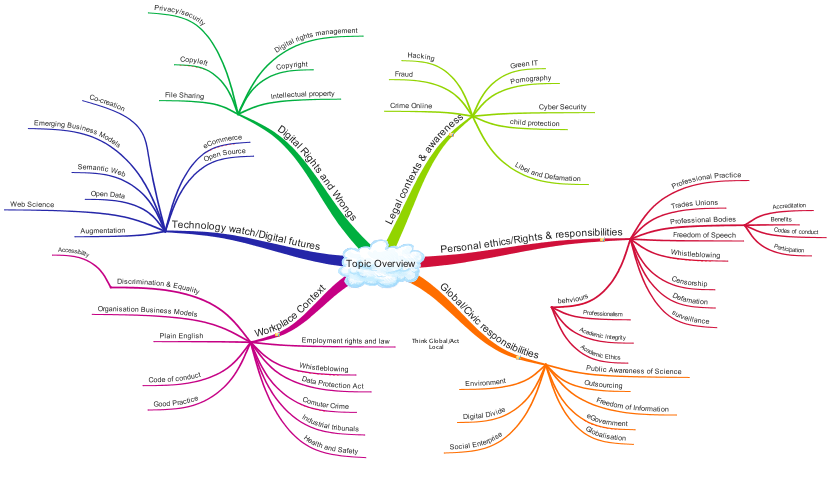 Topic Overview
Digital Rights and Wrongs
Privacy/security
Copyleft
File Sharing
Digital rights management
Copyright
Intellectual property
Legal contexts & awareness
Hacking
Fraud
Crime Online
Green IT
Pornography
Cyber Security
child protection
Libel and Defamation
Technology watch/Digital futures
Co-creation
Emerging Business Models
Semantic Web
Open Data
Web Science
Augmentation
eCommerce
Open Source
Personal ethics/Rights & responsibilities
Professional Practice
Trades Unions
Professional Bodies
Accreditation
Benefits
Codes of conduct
Participation
Freedom of Speech
Whistleblowing
Censorship
Defamation
surveillance
behviours
Professionalism
Academic Integrity
Academic Ethics
Workplace Context
Discrimination & Equality
Accessibility
Organisation Business Models
Plain English
Code of conduct
Good Practice
Employment rights and law
Whistleblowing
Data Protection Act
Comuter Crime
Industrial tribunals
Health and Safety
Global/Civic responsibilities
Think Global/Act
Local
Environment
Digital Divide
Social Enterprise
Public Awareness of Science
Outsourcing
Freedom of Information
eGovernment
Globalisation